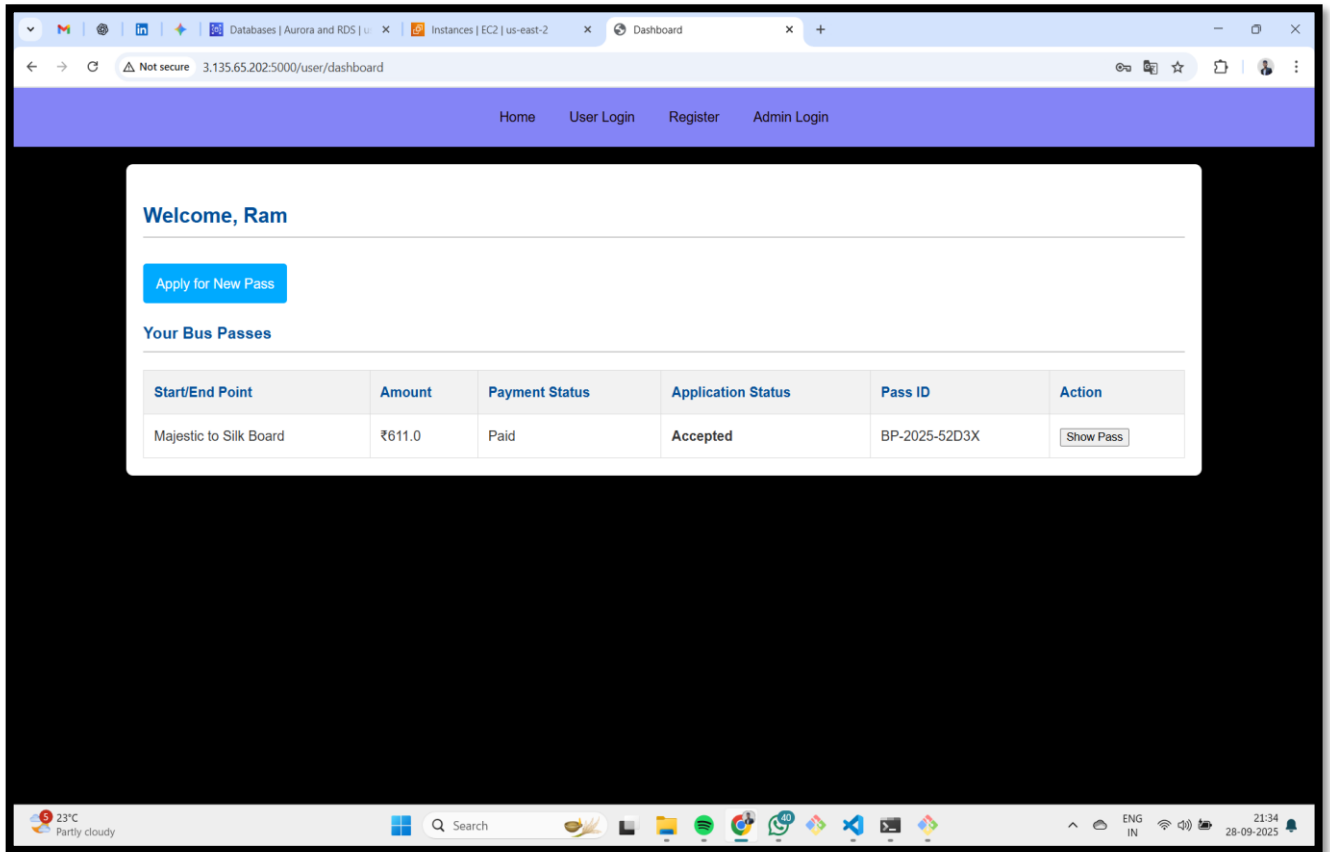 Databases | Aurora and RDS | u
Instances | EC2 | us-east-2
Dashboard
Not secure 3.135.65.202:5000/user/dashboard
Home User Login Register Admin Login
Welcome, Ram
Apply for New Pass
Your Bus Passes
Start/End Point Amount Payment Status Application Status Pass ID Action
Majestic to Silk Board ₹611.0 Paid Accepted BP-2025-52D3X Show Pass
5
23°C
Partly cloudy
Search
40
ENG
IN
21:34
28-09-2025